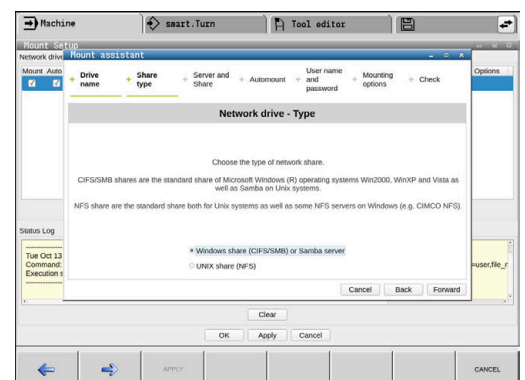 Machine
smart.Turn
Tool editor
Mount Setup
Network drive
Mount assistant
Mount Auto
Options
Drive name
Share type
Server and Share
Automount
User name and password
Mounting options
Check
Network drive - Type
Choose the type of network share.
CIFS/SMB shares are the standard share of Microsoft Windows (R) operating systems Win2000, WinXP and Vista as
well as Samba on Unix systems.
NFS share are the standard share both for Unix systems as well as some NFS servers on Windows (e.g. CIMCO NFS).
Windows share (CIFS/SMB) or Samba server
UNIX share (NFS)
Cancel Back Forward
Status Log
Tue Oct 13
Command:
Execution s
=user,file_r
Clear
OK Apply Cancel
APPLY
CANCEL